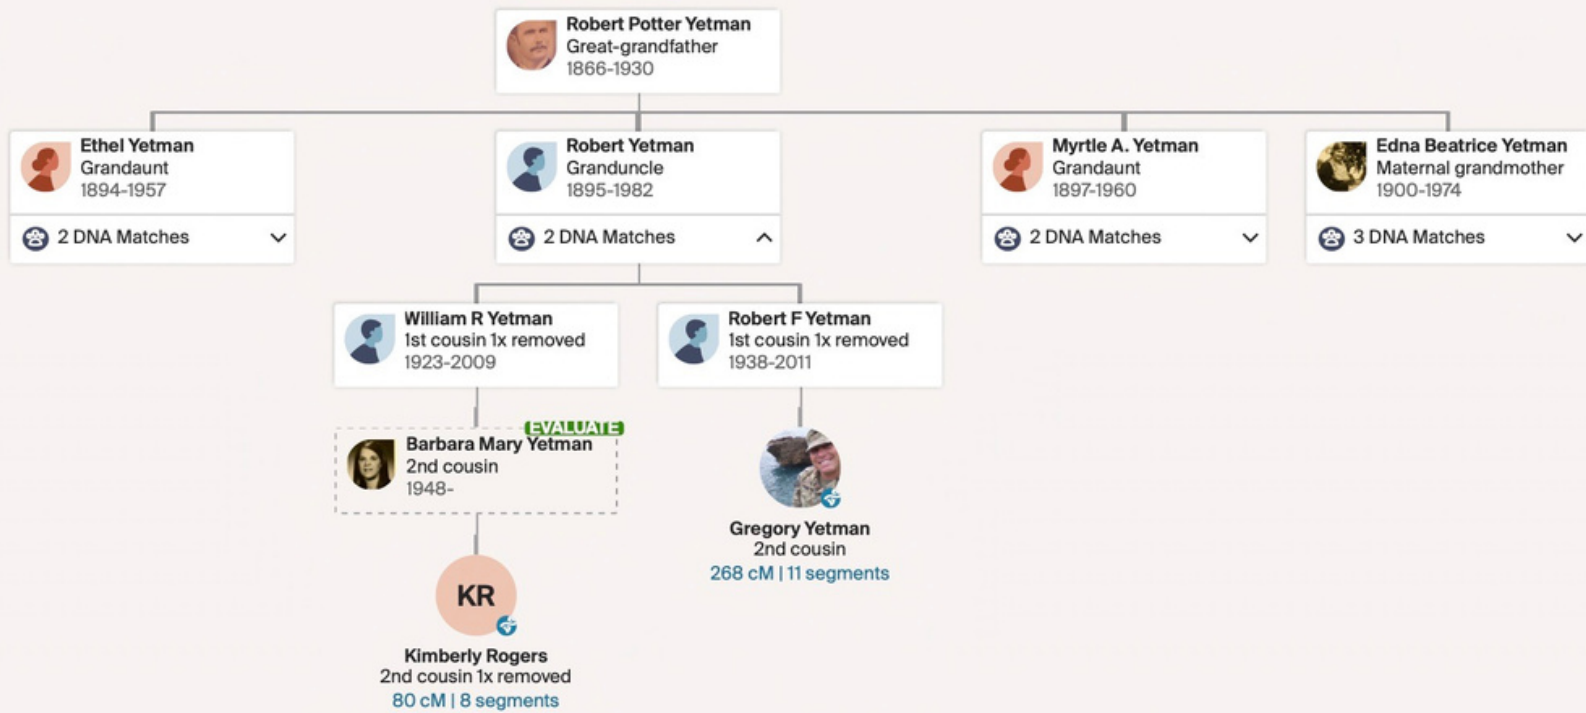 Robert Potter Yetman
Great-grandfather
1866-1930
Ethel Yetman
Grandaunt
1894-1957
2 DNA Matches
Robert Yetman
Granduncle
1895-1982
2 DNA Matches
Myrtle A. Yetman
Grandaunt
1897-1960
2 DNA Matches
Edna Beatrice Yetman
Maternal grandmother
1900-1974
3 DNA Matches
William R Yetman
1st cousin 1x removed
1923-2009
Robert F Yetman
1st cousin 1x removed
1938-2011
EVALUATE
Barbara Mary Yetman
2nd cousin
1948-
Gregory Yetman
2nd cousin
268 cM | 11 segments
KR
Kimberly Rogers
2nd cousin 1x removed
80 cM | 8 segments